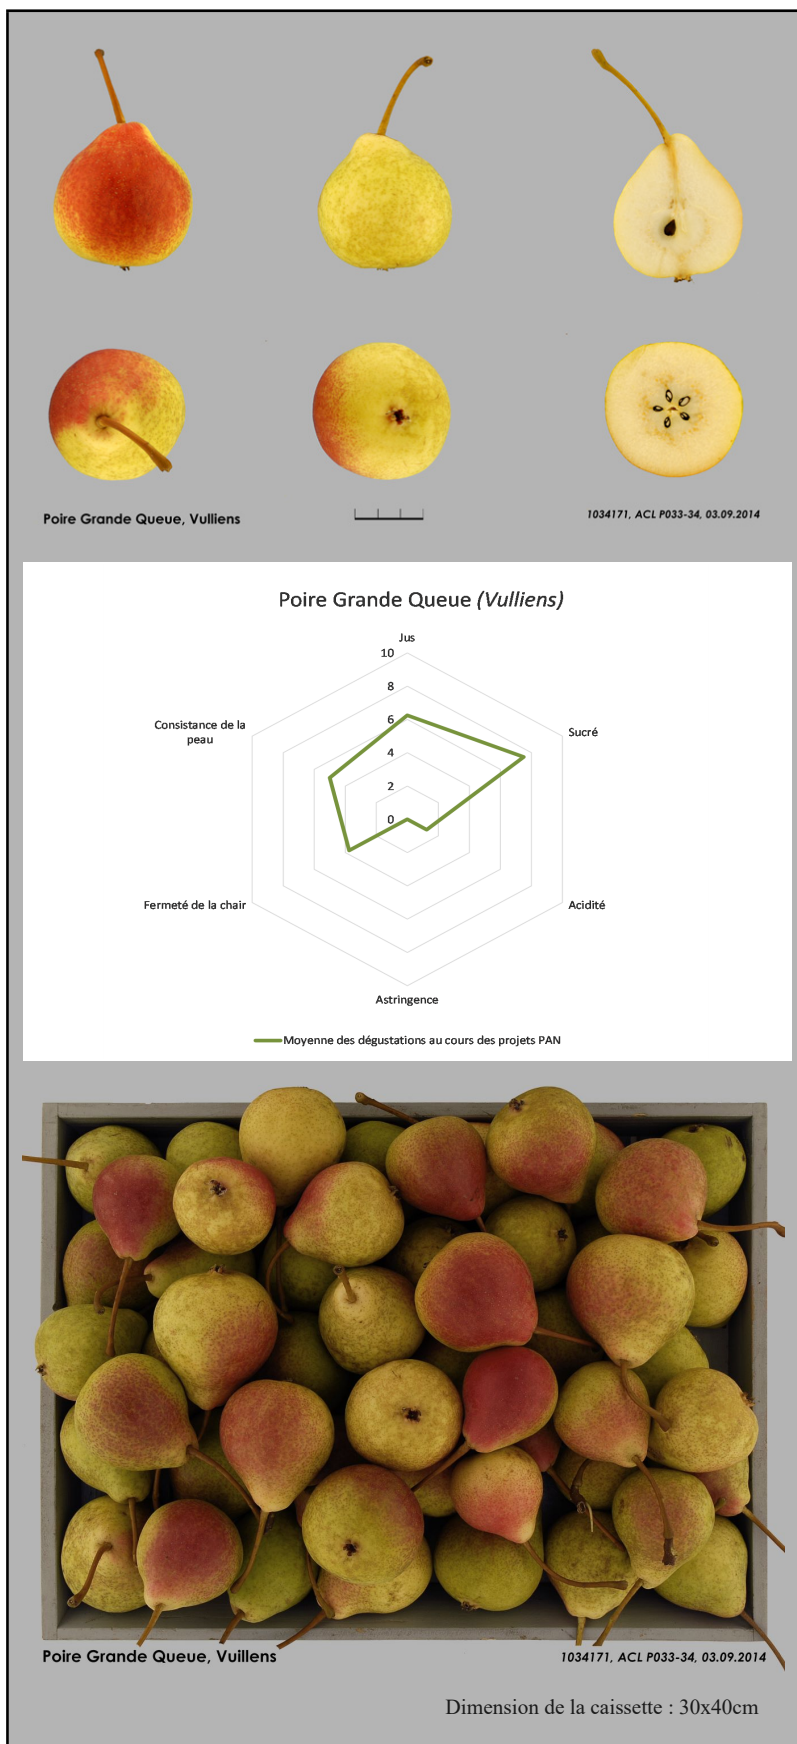 Poire Grande Queue, Vulliens
1034171, ACL P033-34, 03.09.2014
Poire Grande Queue (Vulliens)
Jus
10
8
6
4
2
0
Consistance de la
peau
Sucré
Fermeté de la chair
Acidité
Astringence
Moyenne des dégustations au cours des projets PAN
Poire Grande Queue, Vuillens
1034171, ACL P033-34, 03.09.2014
Dimension de la caissette : 30x40cm